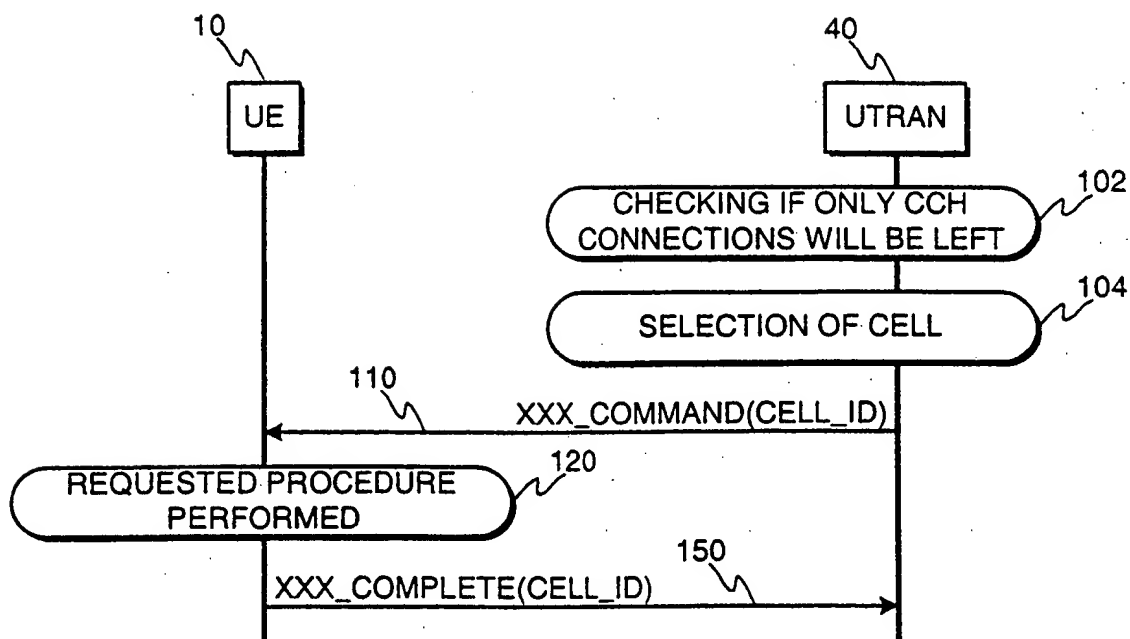 10
40
UE
UTRAN
102
CHECKING IF ONLY CCH
CONNECTIONS WILL BE LEFT
104
SELECTION OF CELL
110
XXX_COMMAND(CELL_ID)
120
REQUESTED PROCEDURE
PERFORMED
150
XXX_COMPLETE(CELL_ID)